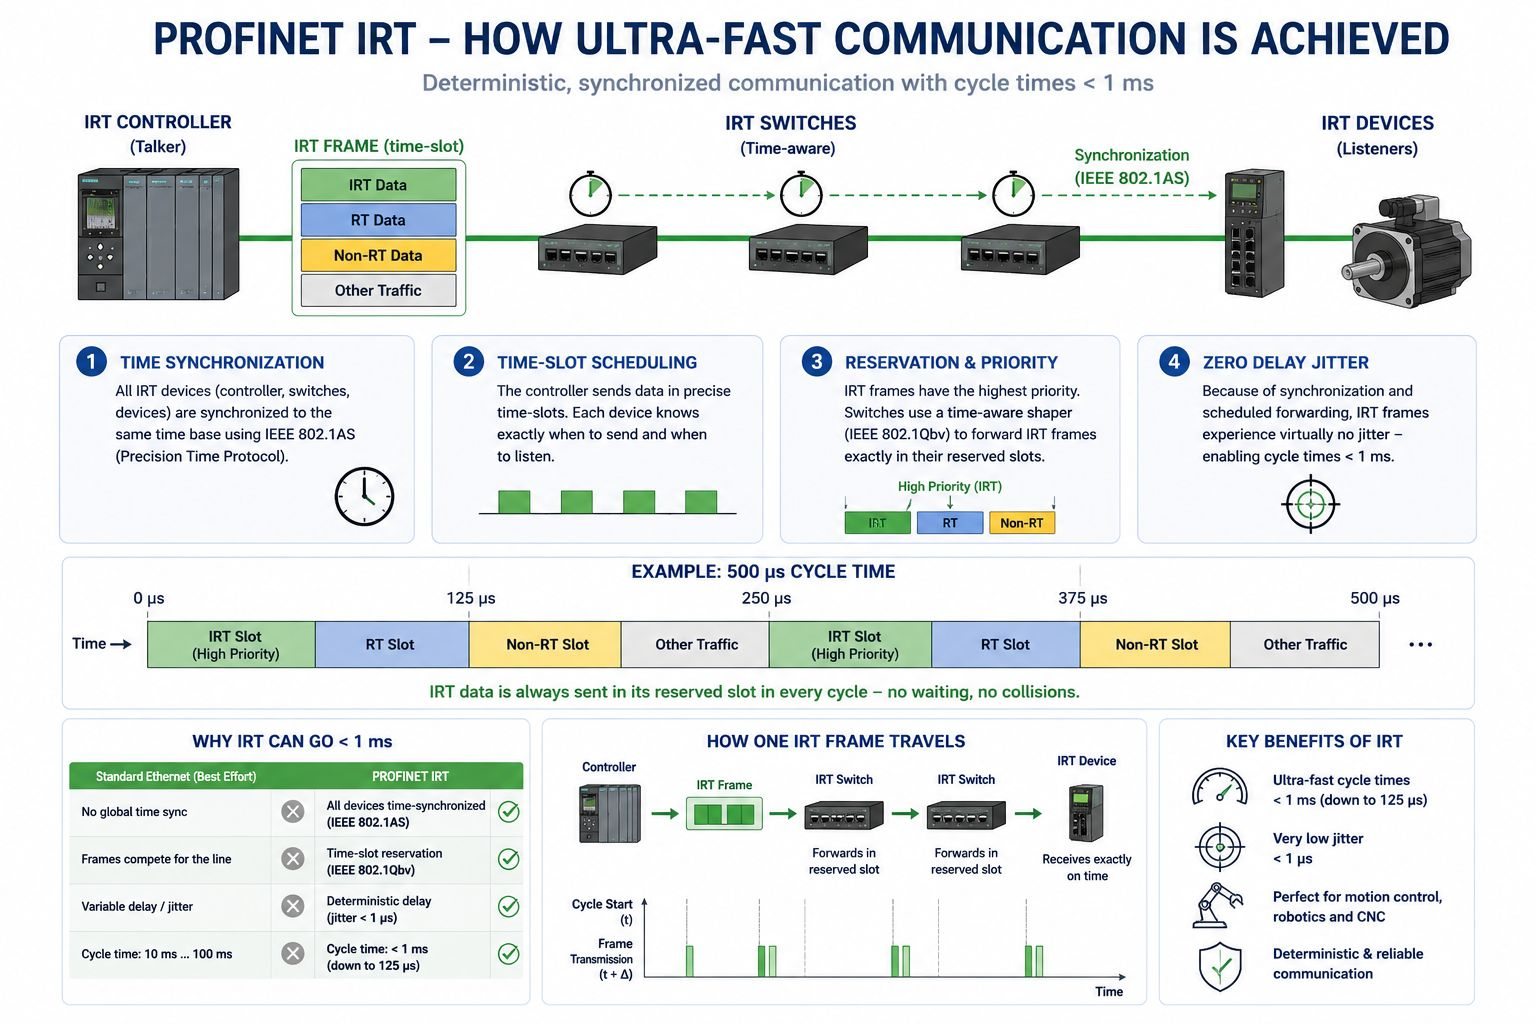 PROFINET IRT – HOW ULTRA-FAST COMMUNICATION IS ACHIEVED
Deterministic, synchronized communication with cycle times < 1 ms
IRT CONTROLLER
(Talker)
IRT FRAME (time-slot)
IRT Data
RT Data
Non-RT Data
Other Traffic
IRT SWITCHES
(Time-aware)
Synchronization
(IEEE 802.1AS)
IRT DEVICES
(Listeners)
1 TIME SYNCHRONIZATION
All IRT devices (controller, switches,
devices) are synchronized to the
same time base using IEEE 802.1AS
(Precision Time Protocol).
2 TIME-SLOT SCHEDULING
The controller sends data in precise
time-slots. Each device knows
exactly when to send and when
to listen.
3 RESERVATION & PRIORITY
IRT frames have the highest priority.
Switches use a time-aware shaper
(IEEE 802.1Qbv) to forward IRT frames
exactly in their reserved slots.
High Priority (IRT)
IRT RT Non-RT
4 ZERO DELAY JITTER
Because of synchronization and
scheduled forwarding, IRT frames
experience virtually no jitter –
enabling cycle times < 1 ms.
EXAMPLE: 500 µs CYCLE TIME
0 µs 125 µs 250 µs 375 µs 500 µs
Time
IRT Slot
(High Priority)
RT Slot
Non-RT Slot
Other Traffic
IRT Slot
(High Priority)
RT Slot
Non-RT Slot
Other Traffic
...
IRT data is always sent in its reserved slot in every cycle – no waiting, no collisions.
WHY IRT CAN GO < 1 ms
Standard Ethernet (Best Effort) PROFINET IRT
No global time sync
All devices time-synchronized
(IEEE 802.1AS)
Frames compete for the line
Time-slot reservation
(IEEE 802.1Qbv)
Variable delay / jitter
Deterministic delay
(jitter < 1 µs)
Cycle time: 10 ms ... 100 ms
Cycle time: < 1 ms
(down to 125 µs)
HOW ONE IRT FRAME TRAVELS
Controller
IRT Frame
IRT Switch
IRT Switch
IRT Device
Forwards in
reserved slot
Forwards in
reserved slot
Receives exactly
on time
Cycle Start
(t)
Frame
Transmission
(t + Δ)
Time
KEY BENEFITS OF IRT
Ultra-fast cycle times
< 1 ms (down to 125 µs)
Very low jitter
< 1 µs
Perfect for motion control,
robotics and CNC
Deterministic & reliable
communication